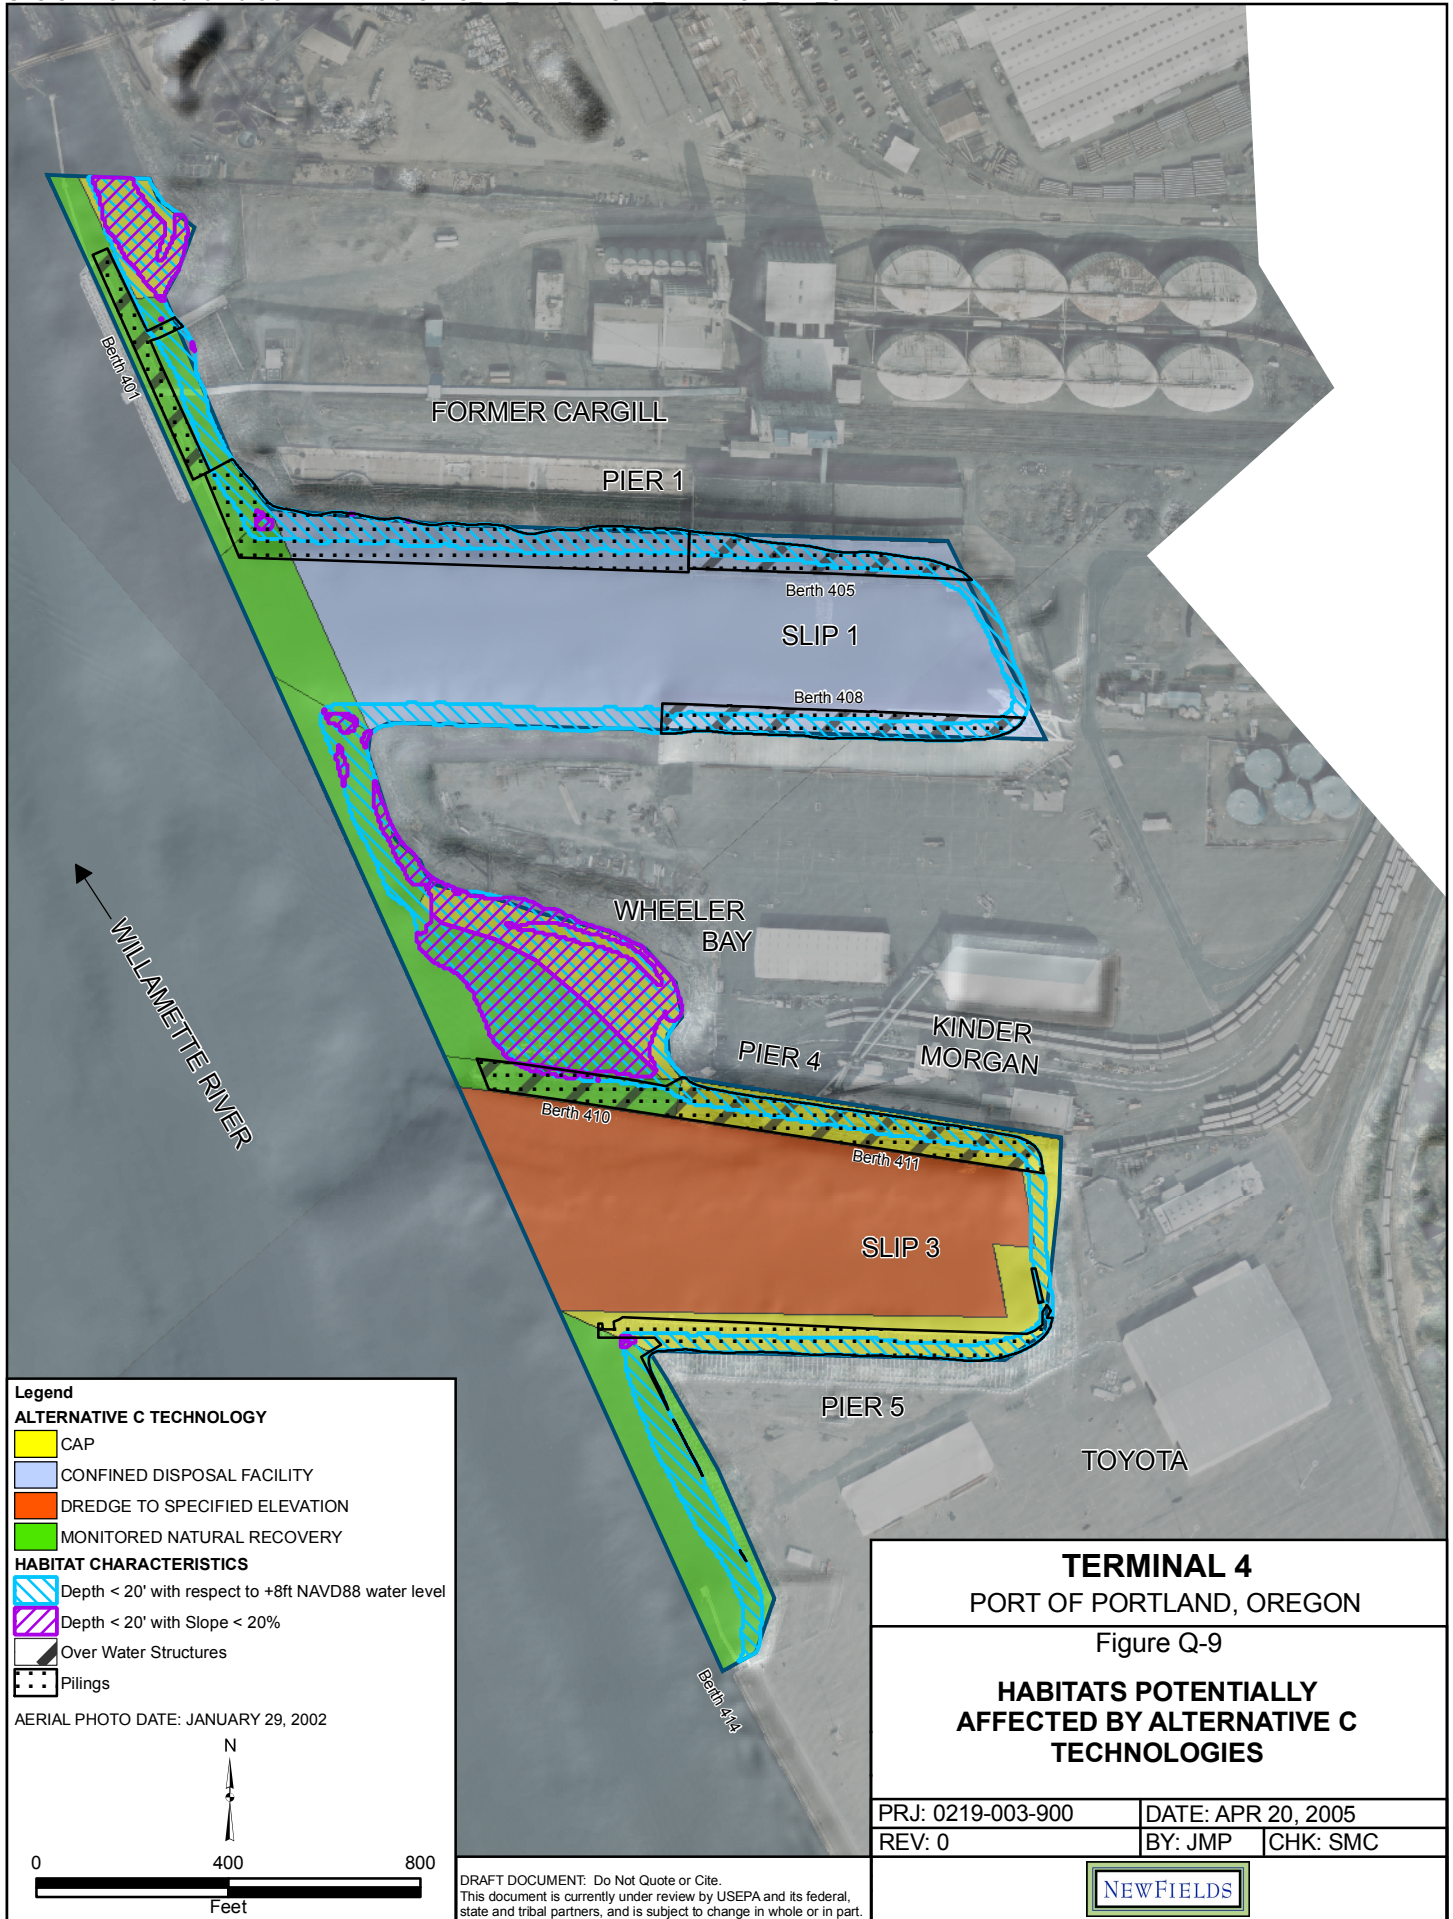 Berth 401
FORMER CARGILL
PIER 1
Berth 405
SLIP 1
Berth 408
WHEELER
BAY
WILLAMETTE RIVER
KINDER
MORGAN
PIER 4
Berth 410
Berth 411
SLIP 3
PIER 5
TOYOTA
Berth 414
Legend
ALTERNATIVE C TECHNOLOGY
CAP
CONFINED DISPOSAL FACILITY
DREDGE TO SPECIFIED ELEVATION
MONITORED NATURAL RECOVERY
HABITAT CHARACTERISTICS
Depth < 20' with respect to +8ft NAVD88 water level
Depth < 20' with Slope < 20%
Over Water Structures
Pilings
AERIAL PHOTO DATE: JANUARY 29, 2002
N
0 400 800
Feet
DRAFT DOCUMENT: Do Not Quote or Cite.
This document is currently under review by USEPA and its federal,
state and tribal partners, and is subject to change in whole or in part.
TERMINAL 4
PORT OF PORTLAND, OREGON
Figure Q-9
HABITATS POTENTIALLY
AFFECTED BY ALTERNATIVE C
TECHNOLOGIES
PRJ: 0219-003-900 DATE: APR 20, 2005
REV: 0 BY: JMP CHK: SMC
NEWFIELDS